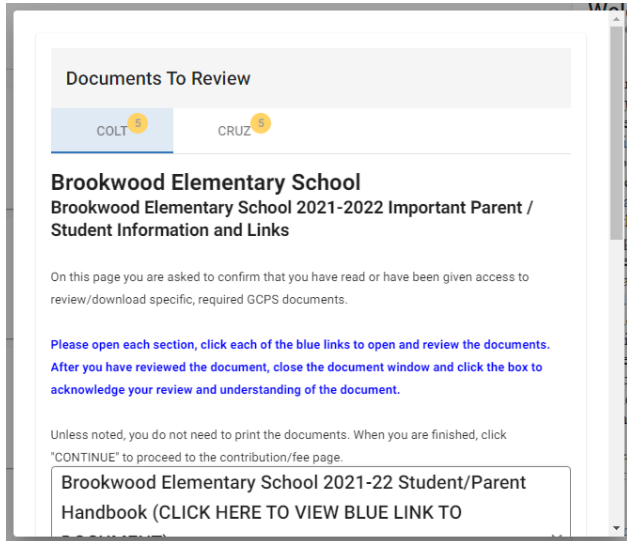 Documents To Review
COLT 5 CRUZ 5
Brookwood Elementary School
Brookwood Elementary School 2021-2022 Important Parent /
Student Information and Links
On this page you are asked to confirm that you have read or have been given access to
review/download specific, required GCPS documents.
Please open each section, click each of the blue links to open and review the documents.
After you have reviewed the document, close the document window and click the box to
acknowledge your review and understanding of the document.
Unless noted, you do not need to print the documents. When you are finished, click
"CONTINUE" to proceed to the contribution/fee page.
Brookwood Elementary School 2021-22 Student/Parent
Handbook (CLICK HERE TO VIEW BLUE LINK TO